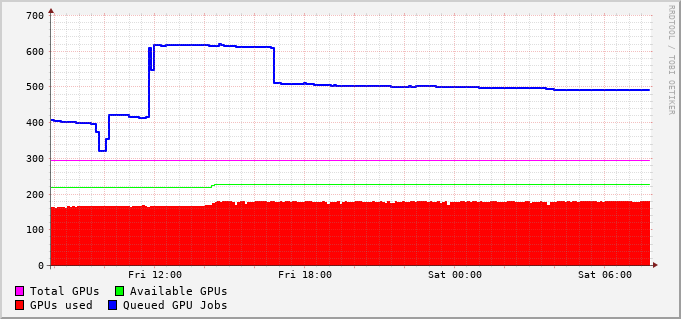 700
600
500
400
300
200
100
0
Fri 12:00 Fri 18:00 Sat 00:00 Sat 06:00
Total GPUs Available GPUs
GPUs used Queued GPU Jobs
RRDTOOL / TOBI OETIKER